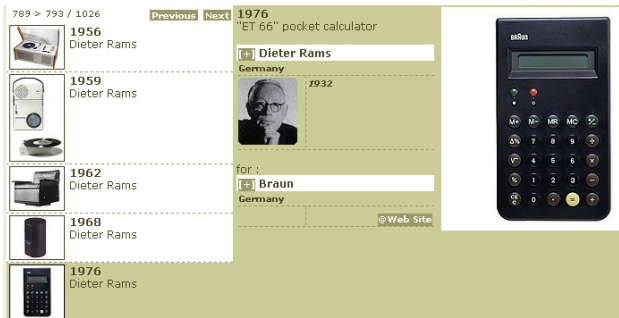 789 > 793 / 1026
Previous Next
1956
Dieter Rams
1959
Dieter Rams
1962
Dieter Rams
1968
Dieter Rams
1976
Dieter Rams
1976
"ET 66" pocket calculator
[+] Dieter Rams
Germany
1932
for :
[+] Braun
Germany
@Web Site
BRAUN
M+ M- MR MC +/-
Δ% 7 8 9 ÷
√ 4 5 6 ×
% 1 2 3 −
CE C 0 · = +